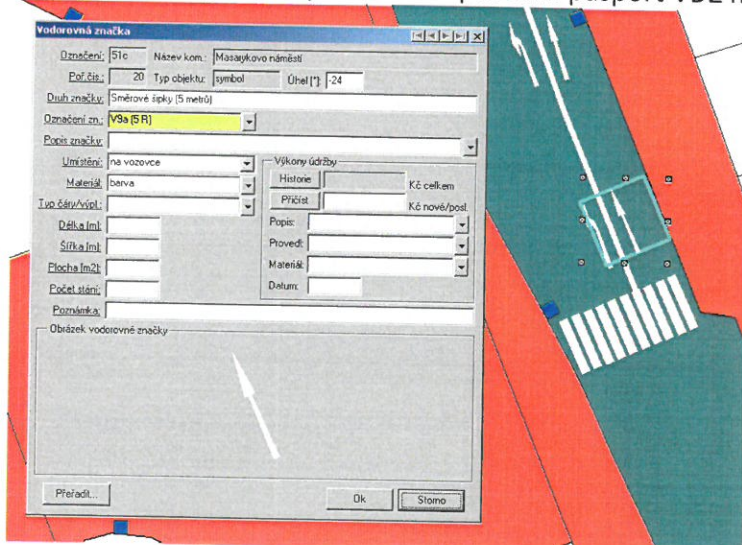 pasport VDZ
Vodorovná značka
Označení: 51c Název kom.: Masarykovo náměstí
Poř.čís.: 20 Typ objektu: symbol Úhel [°]: -24
Druh značky: Směrové šipky (5 metrů)
Označení zn.: V9a (5 R)
Popis značky:
Umístění: na vozovce
Materiál: barva
Typ čáry/výpl.:
Délka [m]:
Šířka [m]:
Plocha [m2]:
Počet stání:
Poznámka:
Výkony údržby
Historie Kč celkem
Přičíst Kč nové/posl.
Popis:
Provedl:
Materiál:
Datum:
Obrázek vodorovné značky
Přeřadit... Ok Storno